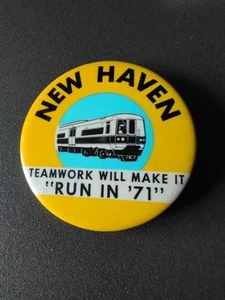 NEW HAVEN
TEAMWORK WILL MAKE IT
"RUN IN '71"